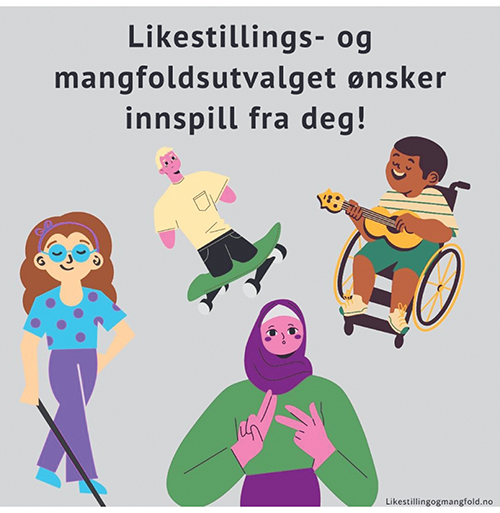 Likestillings- og
mangfoldsutvalget ønsker
innspill fra deg!
Likestillingogmangfold.no